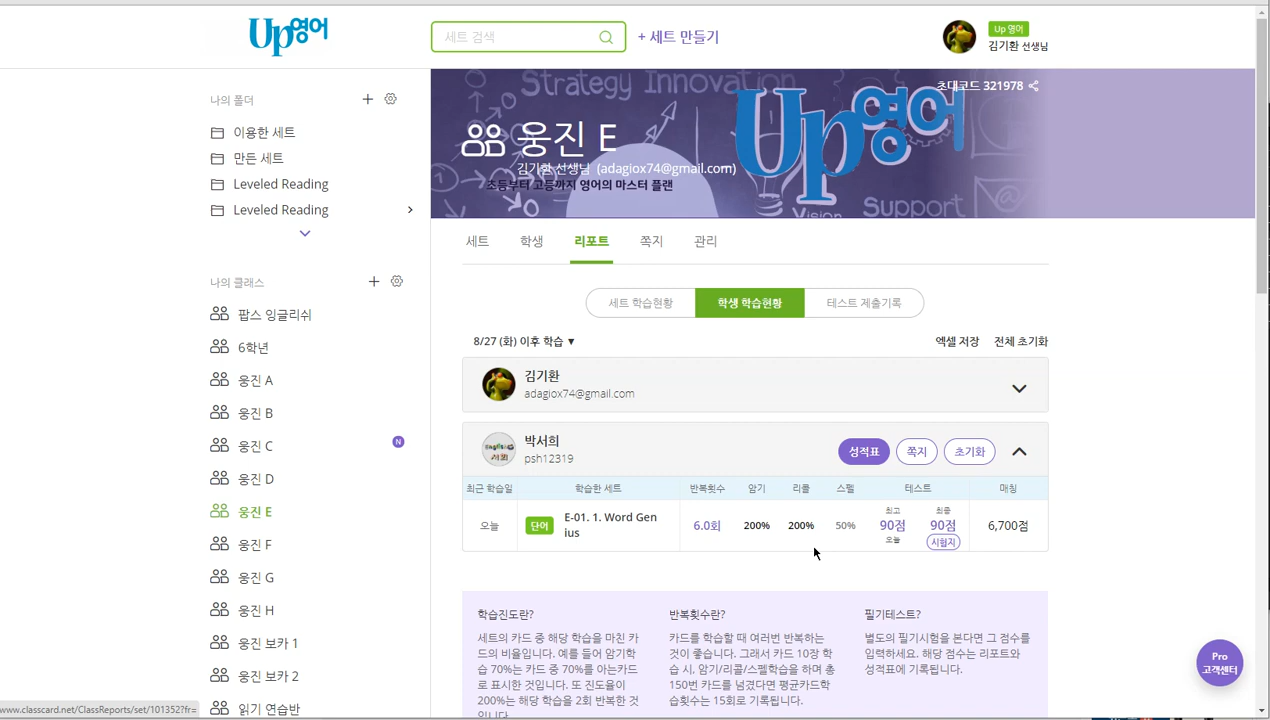 Up영어
세트 검색
+ 세트 만들기
Up 영어
김기환 선생님
나의 폴더
이용한 세트
만든 세트
Leveled Reading
Leveled Reading
나의 클래스
팝스 잉글리쉬
6학년
웅진 A
웅진 B
웅진 C
N
웅진 D
웅진 E
웅진 F
웅진 G
웅진 H
웅진 보카 1
웅진 보카 2
읽기 연습반
www.classcard.net/ClassReports/set/101352?fr=
Strategy Innovation
초대코드 321978
웅진 E
Up영어
김기환 선생님 (adagiox74@gmail.com)
초등부터 고등까지 영어의 마스터 플랜
Vision
Support
세트
학생
리포트
쪽지
관리
세트 학습현황
학생 학습현황
테스트 제출기록
8/27 (화) 이후 학습 ▼
엑셀 저장
전체 초기화
김기환
adagiox74@gmail.com
박서희
psh12319
성적표
쪽지
초기화
최근 학습일
학습한 세트
반복횟수
암기
리콜
스펠
테스트
매칭
오늘
단어
E-01. 1. Word Gen
ius
6.0회
200%
200%
50%
최고
90점
오늘
최종
90점
시험지
6,700점
학습진도란?
세트의 카드 중 해당 학습을 마친 카
드의 비율입니다. 예를 들어 암기학
습 70%는 카드 중 70%를 아는카드
로 표시한 것입니다. 또 진도율이
200%는 해당 학습을 2회 반복한 것
입니다.
반복횟수란?
카드를 학습할 때 여러번 반복하는
것이 좋습니다. 그래서 카드 10장 학
습 시, 암기/리콜/스펠학습을 하며 총
150번 카드를 넘겼다면 평균카드학
습횟수는 15회로 기록됩니다.
필기테스트?
별도의 필기시험을 본다면 그 점수를
입력하세요. 해당 점수는 리포트와
성적표에 기록됩니다.
Pro
고객센터